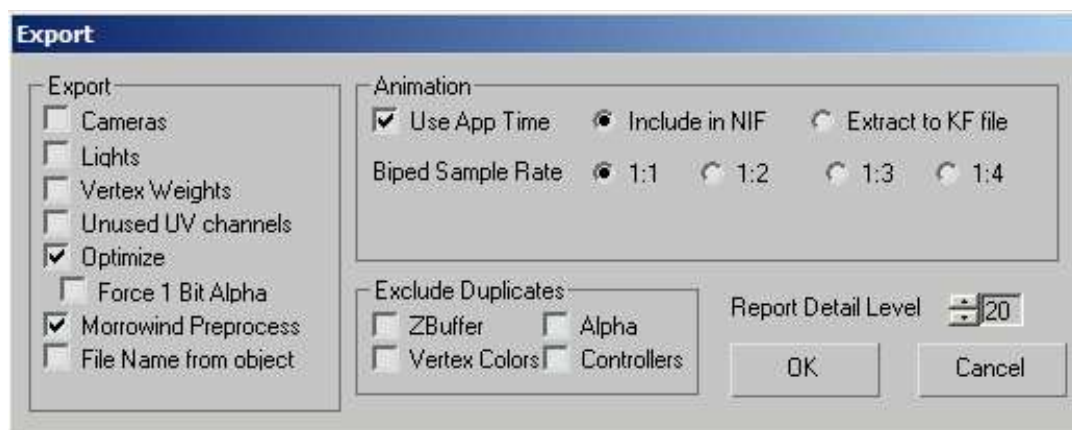 Export
Export
Cameras
Lights
Vertex Weights
Unused UV channels
Optimize
Force 1 Bit Alpha
Morrowind Preprocess
File Name from object
Animation
Use App Time Include in NIF Extract to KF file
Biped Sample Rate 1:1 1:2 1:3 1:4
Exclude Duplicates
ZBuffer Alpha
Vertex Colors Controllers
Report Detail Level 20
OK Cancel